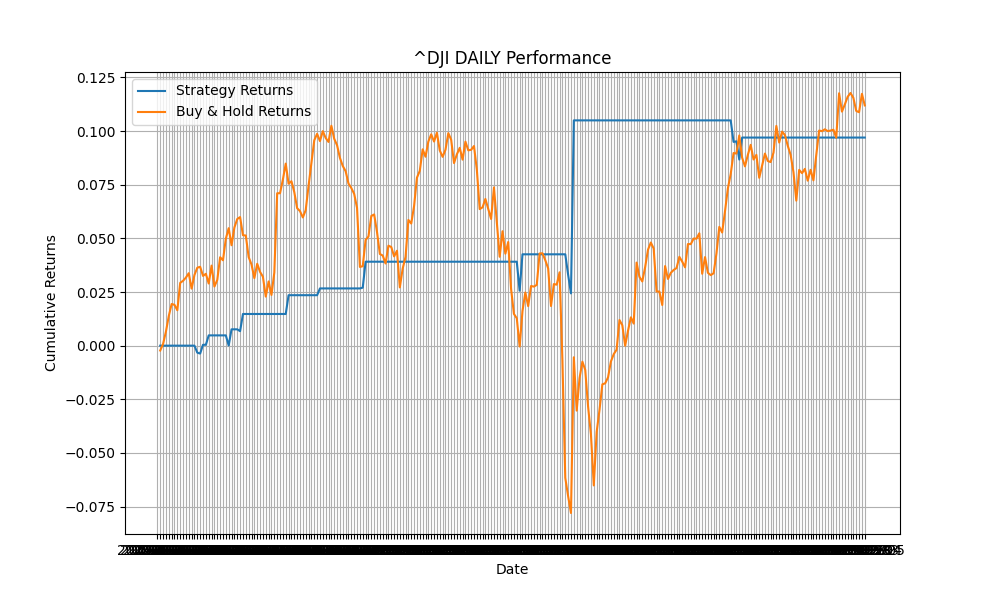 ^DJI DAILY Performance
Strategy Returns
Buy & Hold Returns
Cumulative Returns
0.125
0.100
0.075
0.050
0.025
0.000
−0.025
−0.050
−0.075
Date